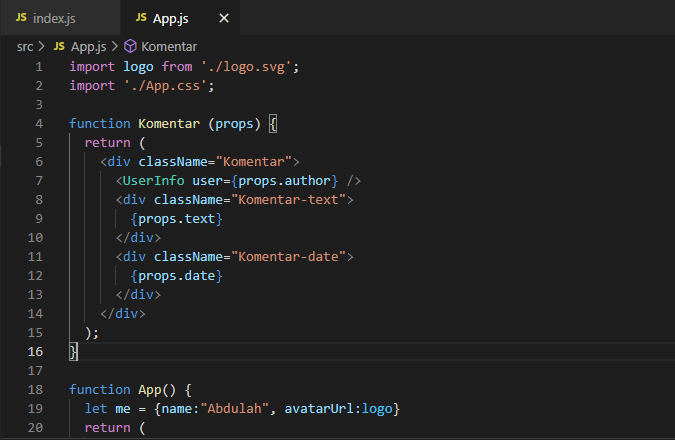 JS index.js JS App.js ×
src > JS App.js > Komentar
1 import logo from './logo.svg';
2 import './App.css';
3
4 function Komentar (props) {
5 return (
6 <div className="Komentar">
7 <UserInfo user={props.author} />
8 <div className="Komentar-text">
9 {props.text}
10 </div>
11 <div className="Komentar-date">
12 {props.date}
13 </div>
14 </div>
15 );
16 }
17
18 function App() {
19 let me = {name:"Abdulah", avatarUrl:logo}
20 return (